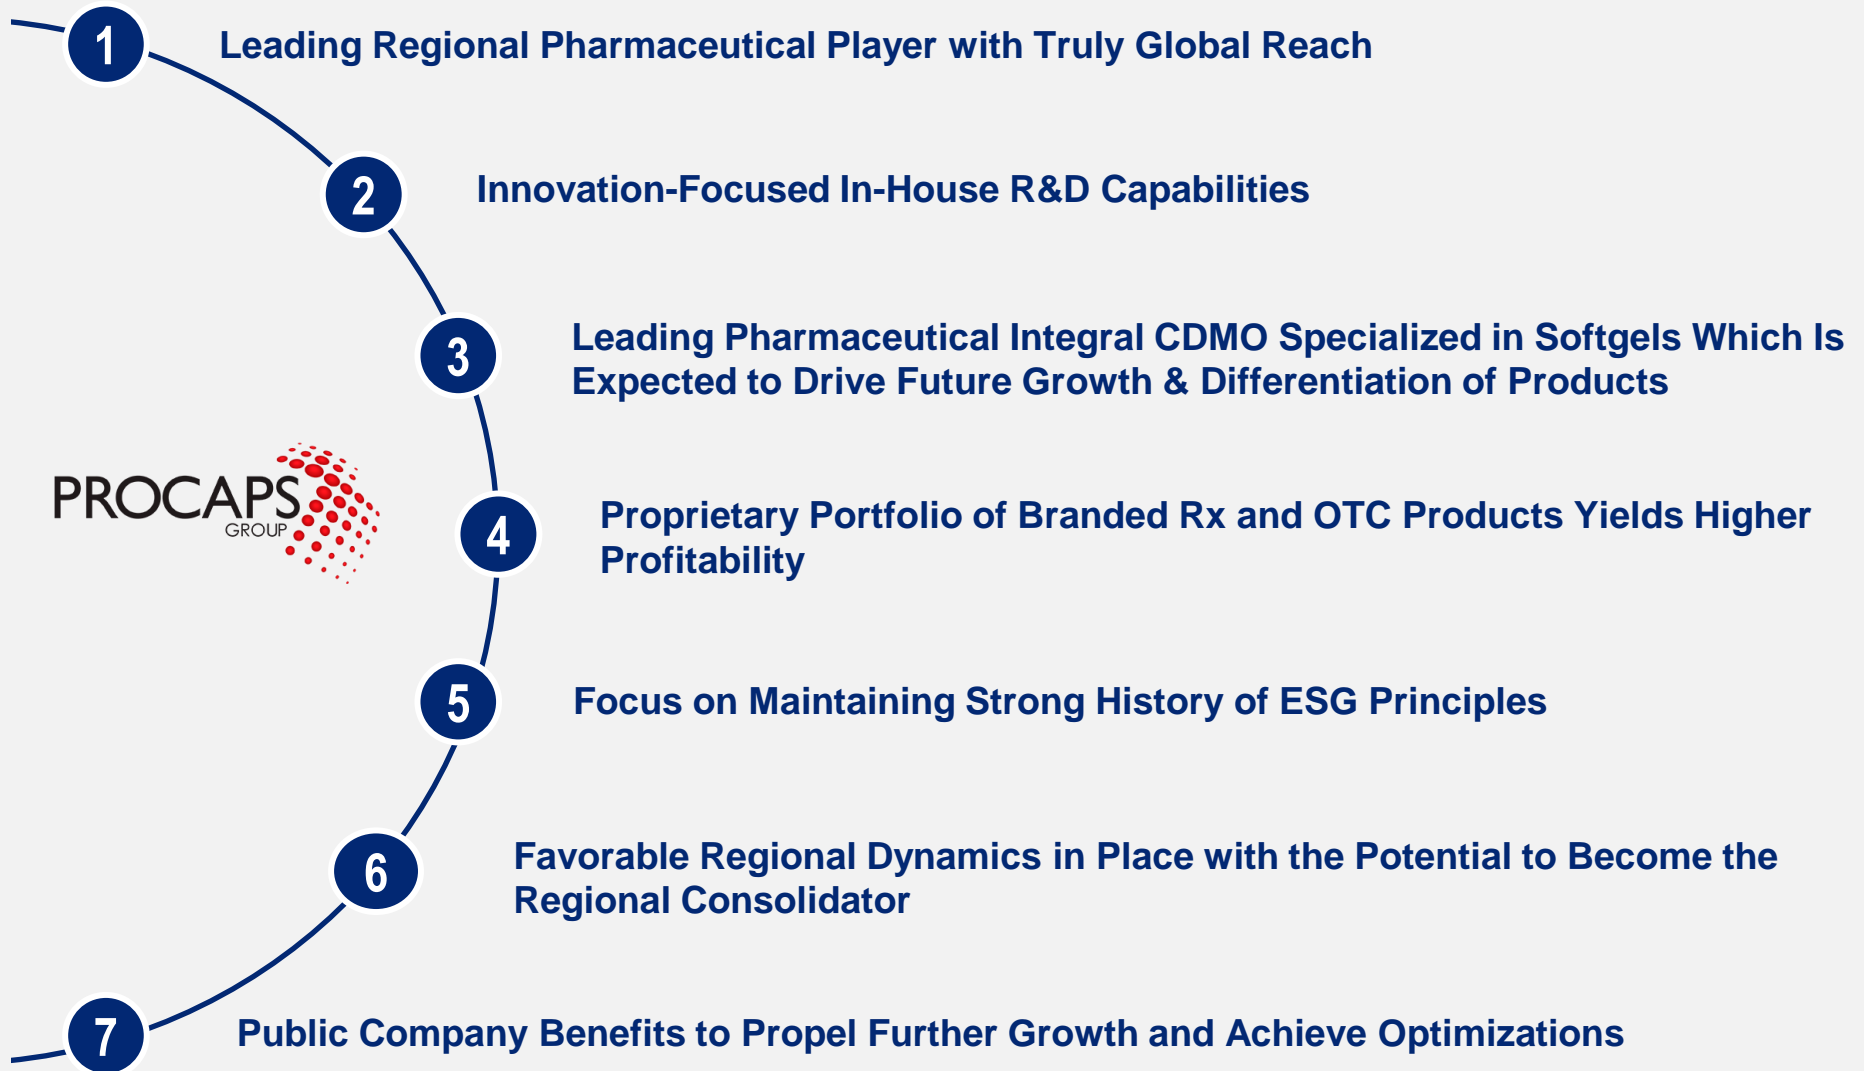 1
Leading Regional Pharmaceutical Player with Truly Global Reach
2
Innovation-Focused In-House R&D Capabilities
3
Leading Pharmaceutical Integral CDMO Specialized in Softgels Which Is
Expected to Drive Future Growth & Differentiation of Products
PROCAPS
GROUP
4
Proprietary Portfolio of Branded Rx and OTC Products Yields Higher
Profitability
5
Focus on Maintaining Strong History of ESG Principles
6
Favorable Regional Dynamics in Place with the Potential to Become the
Regional Consolidator
7
Public Company Benefits to Propel Further Growth and Achieve Optimizations